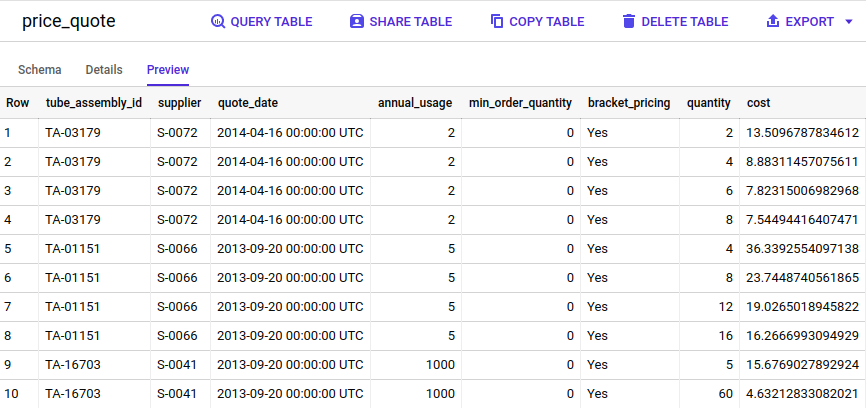 price_quote QUERY TABLE SHARE TABLE COPY TABLE DELETE TABLE EXPORT
Schema Details Preview
Row tube_assembly_id supplier quote_date annual_usage min_order_quantity bracket_pricing quantity cost
1 TA-03179 S-0072 2014-04-16 00:00:00 UTC 2 0 Yes 2 13.5096787834612
2 TA-03179 S-0072 2014-04-16 00:00:00 UTC 2 0 Yes 4 8.88311457075611
3 TA-03179 S-0072 2014-04-16 00:00:00 UTC 2 0 Yes 6 7.82315006982968
4 TA-03179 S-0072 2014-04-16 00:00:00 UTC 2 0 Yes 8 7.54494416407471
5 TA-01151 S-0066 2013-09-20 00:00:00 UTC 5 0 Yes 4 36.3392554097138
6 TA-01151 S-0066 2013-09-20 00:00:00 UTC 5 0 Yes 8 23.7448740561865
7 TA-01151 S-0066 2013-09-20 00:00:00 UTC 5 0 Yes 12 19.0265018945822
8 TA-01151 S-0066 2013-09-20 00:00:00 UTC 5 0 Yes 16 16.2666993094929
9 TA-16703 S-0041 2013-09-20 00:00:00 UTC 1000 0 Yes 5 15.6769027892924
10 TA-16703 S-0041 2013-09-20 00:00:00 UTC 1000 0 Yes 60 4.63212833082021